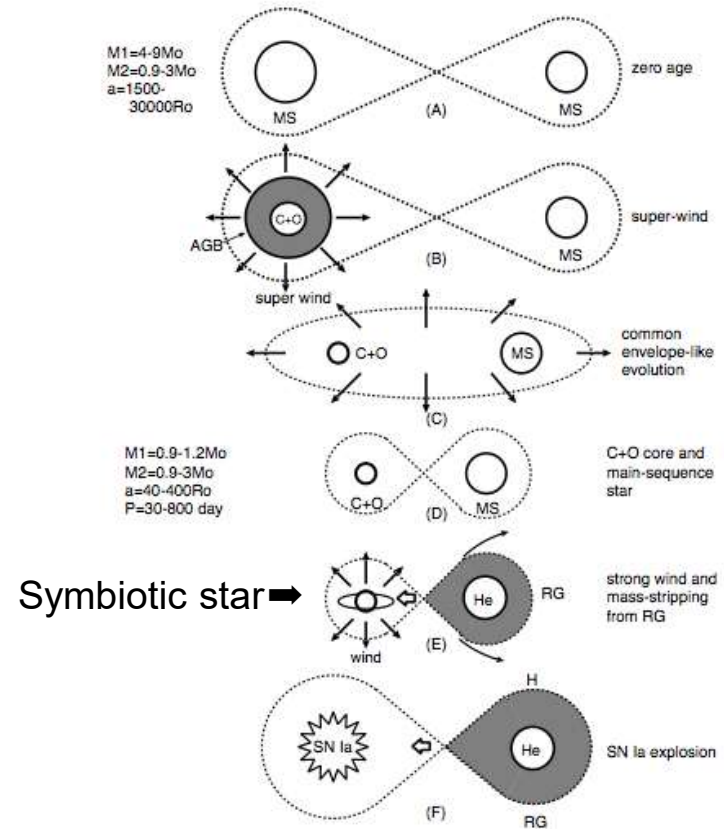 M1=4-9Mo
M2=0.9-3Mo
a=1500-
30000Ro
MS
MS
(A)
zero age
C+O
AGB
super wind
MS
(B)
super-wind
C+O
MS
(C)
common
envelope-like
evolution
M1=0.9-1.2Mo
M2=0.9-3Mo
a=40-400Ro
P=30-800 day
C+O
MS
(D)
C+O core and
main-sequence
star
Symbiotic star
wind
He
RG
(E)
strong wind and
mass-stripping
from RG
SN Ia
H
He
RG
(F)
SN Ia explosion